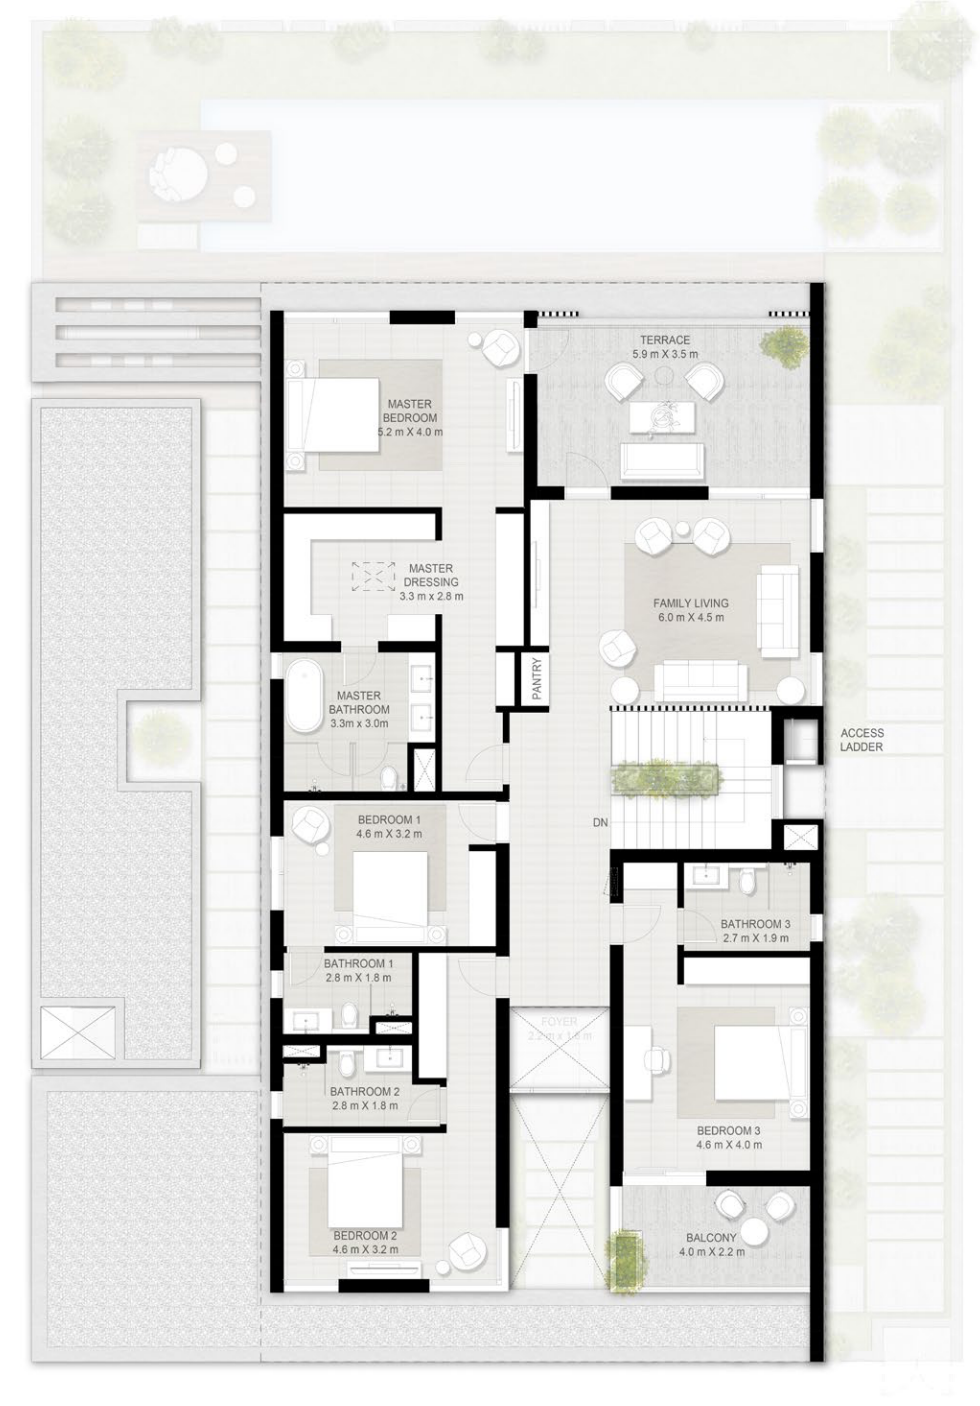 TERRACE
5.9 m X 3.5 m
MASTER
BEDROOM
5.2 m X 4.0 m
MASTER
DRESSING
3.3 m x 2.8 m
FAMILY LIVING
6.0 m X 4.5 m
PANTRY
MASTER
BATHROOM
3.3m x 3.0m
ACCESS
LADDER
DN
BEDROOM 1
4.6 m X 3.2 m
BATHROOM 3
2.7 m X 1.9 m
BATHROOM 1
2.8 m X 1.8 m
FOYER
BATHROOM 2
2.8 m X 1.8 m
BEDROOM 3
4.6 m X 4.0 m
BEDROOM 2
4.6 m X 3.2 m
BALCONY
4.0 m X 2.2 m